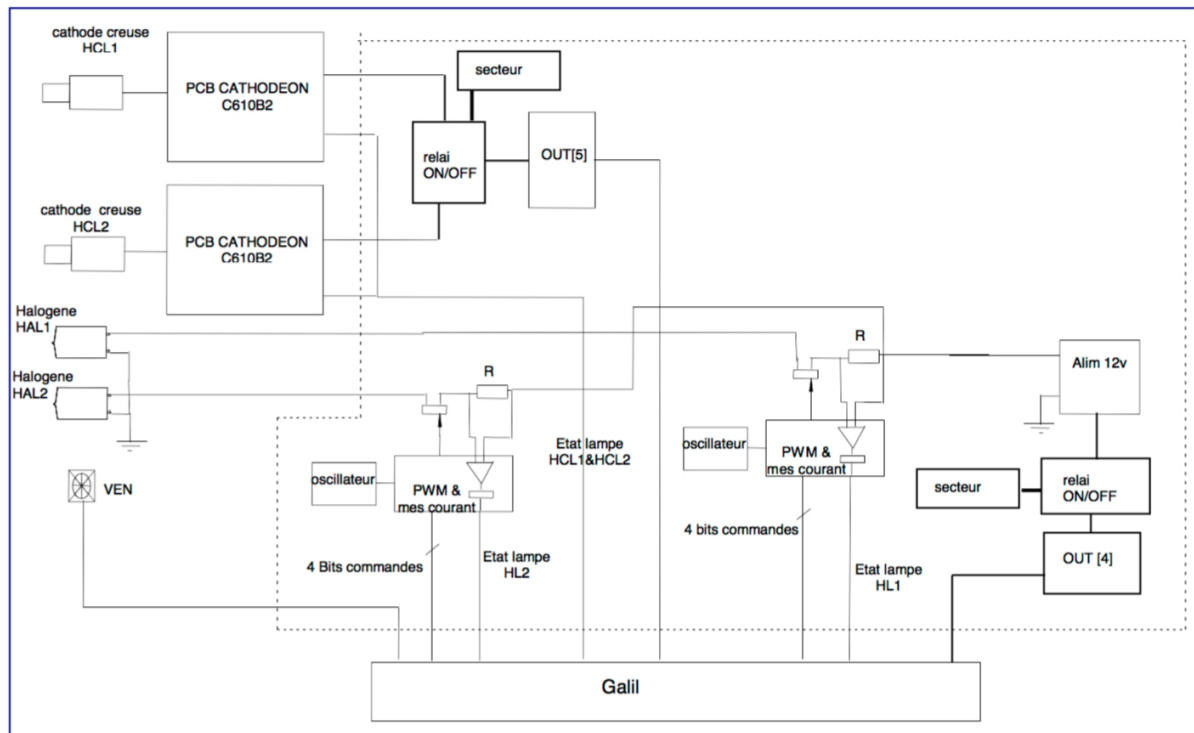 cathode creuse
HCL1
PCB CATHODEON
C610B2
secteur
relai
ON/OFF
OUT[5]
cathode creuse
HCL2
PCB CATHODEON
C610B2
Halogene
HAL1
Halogene
HAL2
R
R
Alim 12v
VEN
oscillateur
PWM &
mes courant
Etat lampe
HCL1&HCL2
oscillateur
PWM &
mes courant
secteur
relai
ON/OFF
4 Bits commandes
Etat lampe
HL2
4 bits commandes
Etat lampe
HL1
OUT [4]
Galil